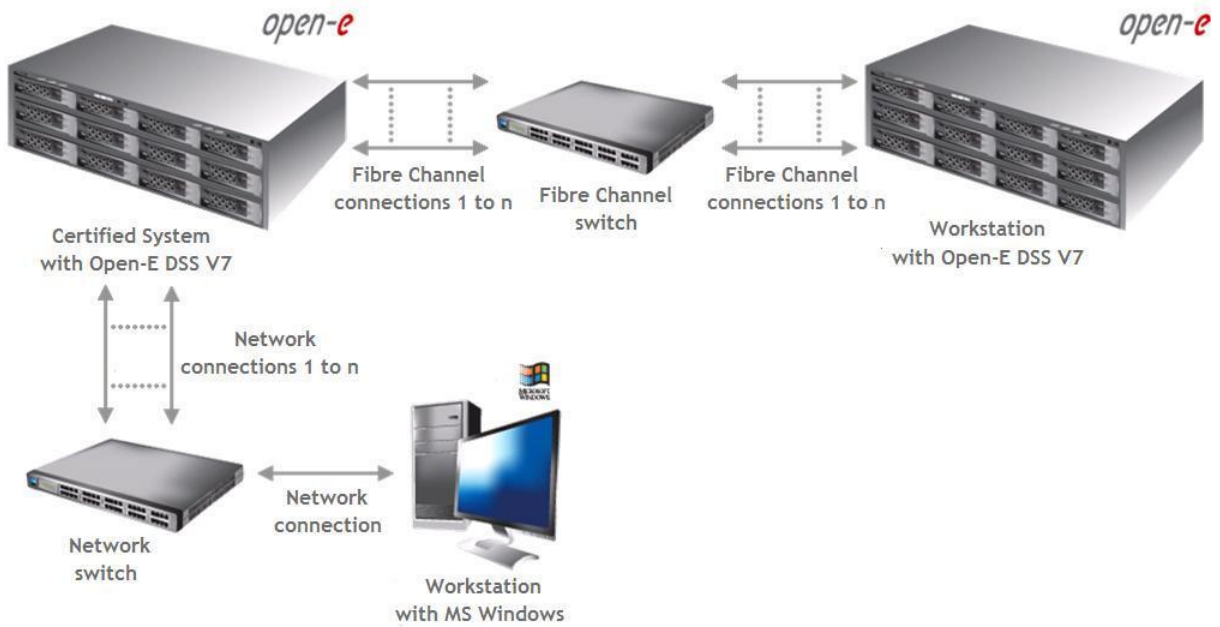 open-e
open-e
Fibre Channel
connections 1 to n
Fibre Channel
switch
Fibre Channel
connections 1 to n
Certified System
with Open-E DSS V7
Workstation
with Open-E DSS V7
Network
connections 1 to n
MICROSOFT
WINDOWS
Network
connection
Network
switch
Workstation
with MS Windows